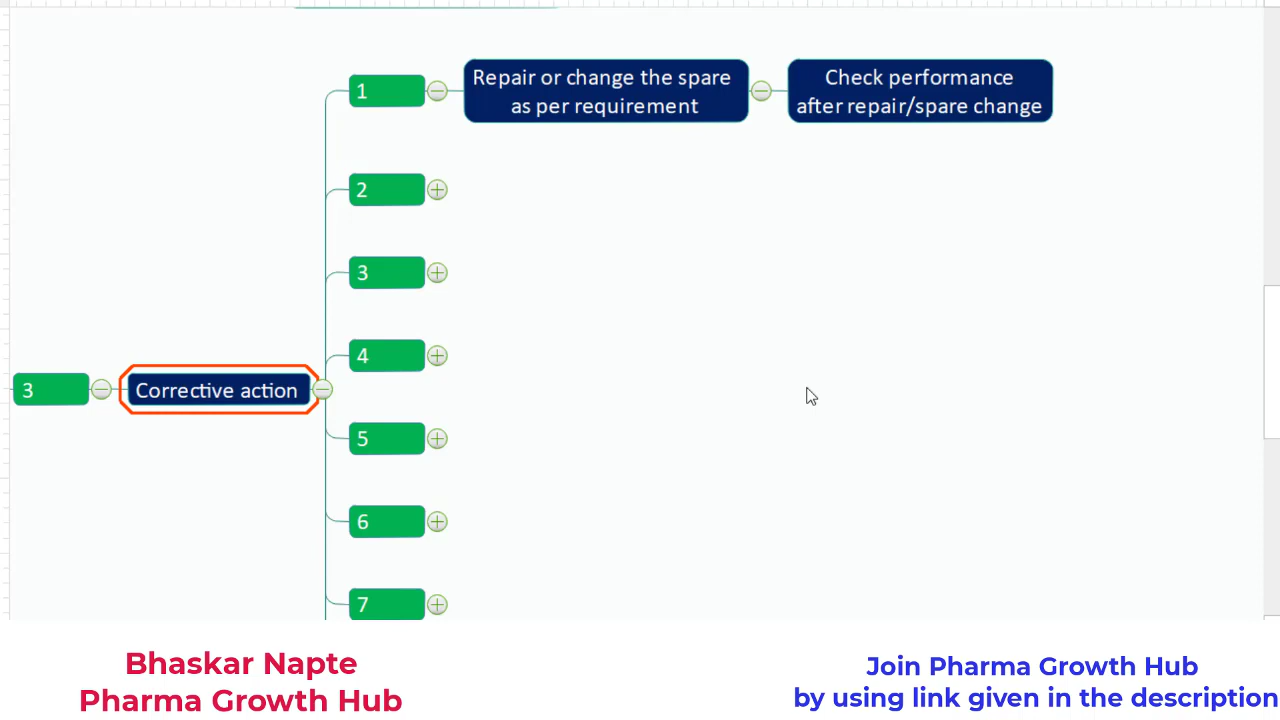 1
Repair or change the spare
as per requirement
Check performance
after repair/spare change
2
3
4
3
Corrective action
5
6
7
Bhaskar Napte
Pharma Growth Hub
Join Pharma Growth Hub
by using link given in the description